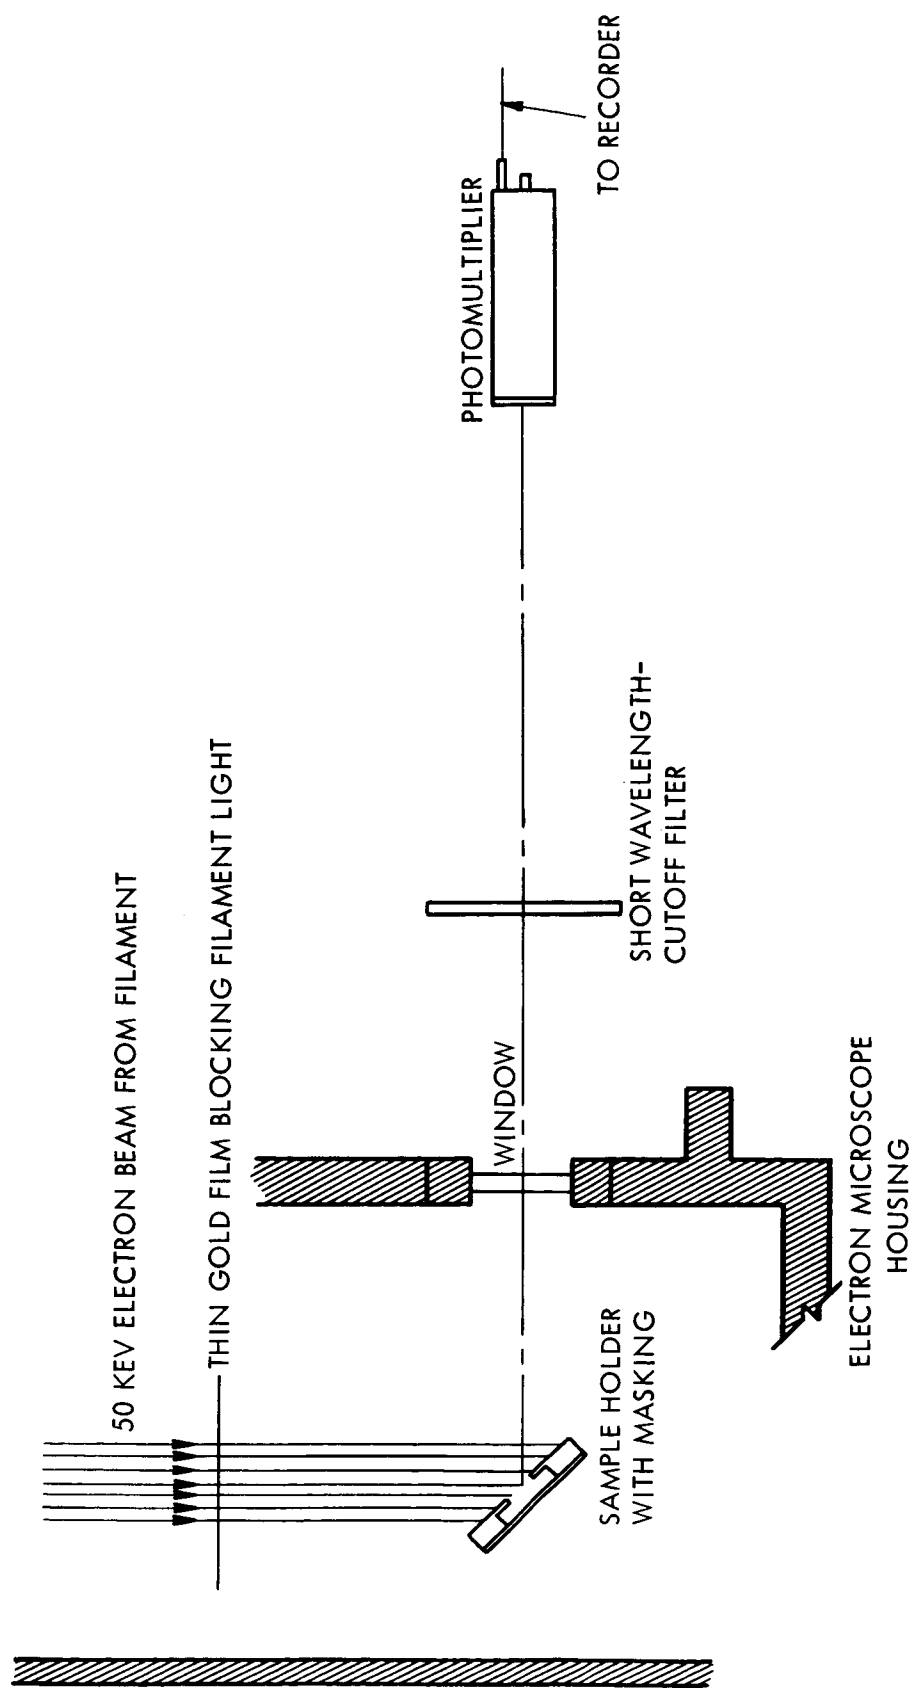 50 KEV ELECTRON BEAM FROM FILAMENT
THIN GOLD FILM BLOCKING FILAMENT LIGHT
PHOTOMULTIPLIER
TO RECORDER
WINDOW
SHORT WAVELENGTH-
CUTOFF FILTER
SAMPLE HOLDER
WITH MASKING
ELECTRON MICROSCOPE
HOUSING